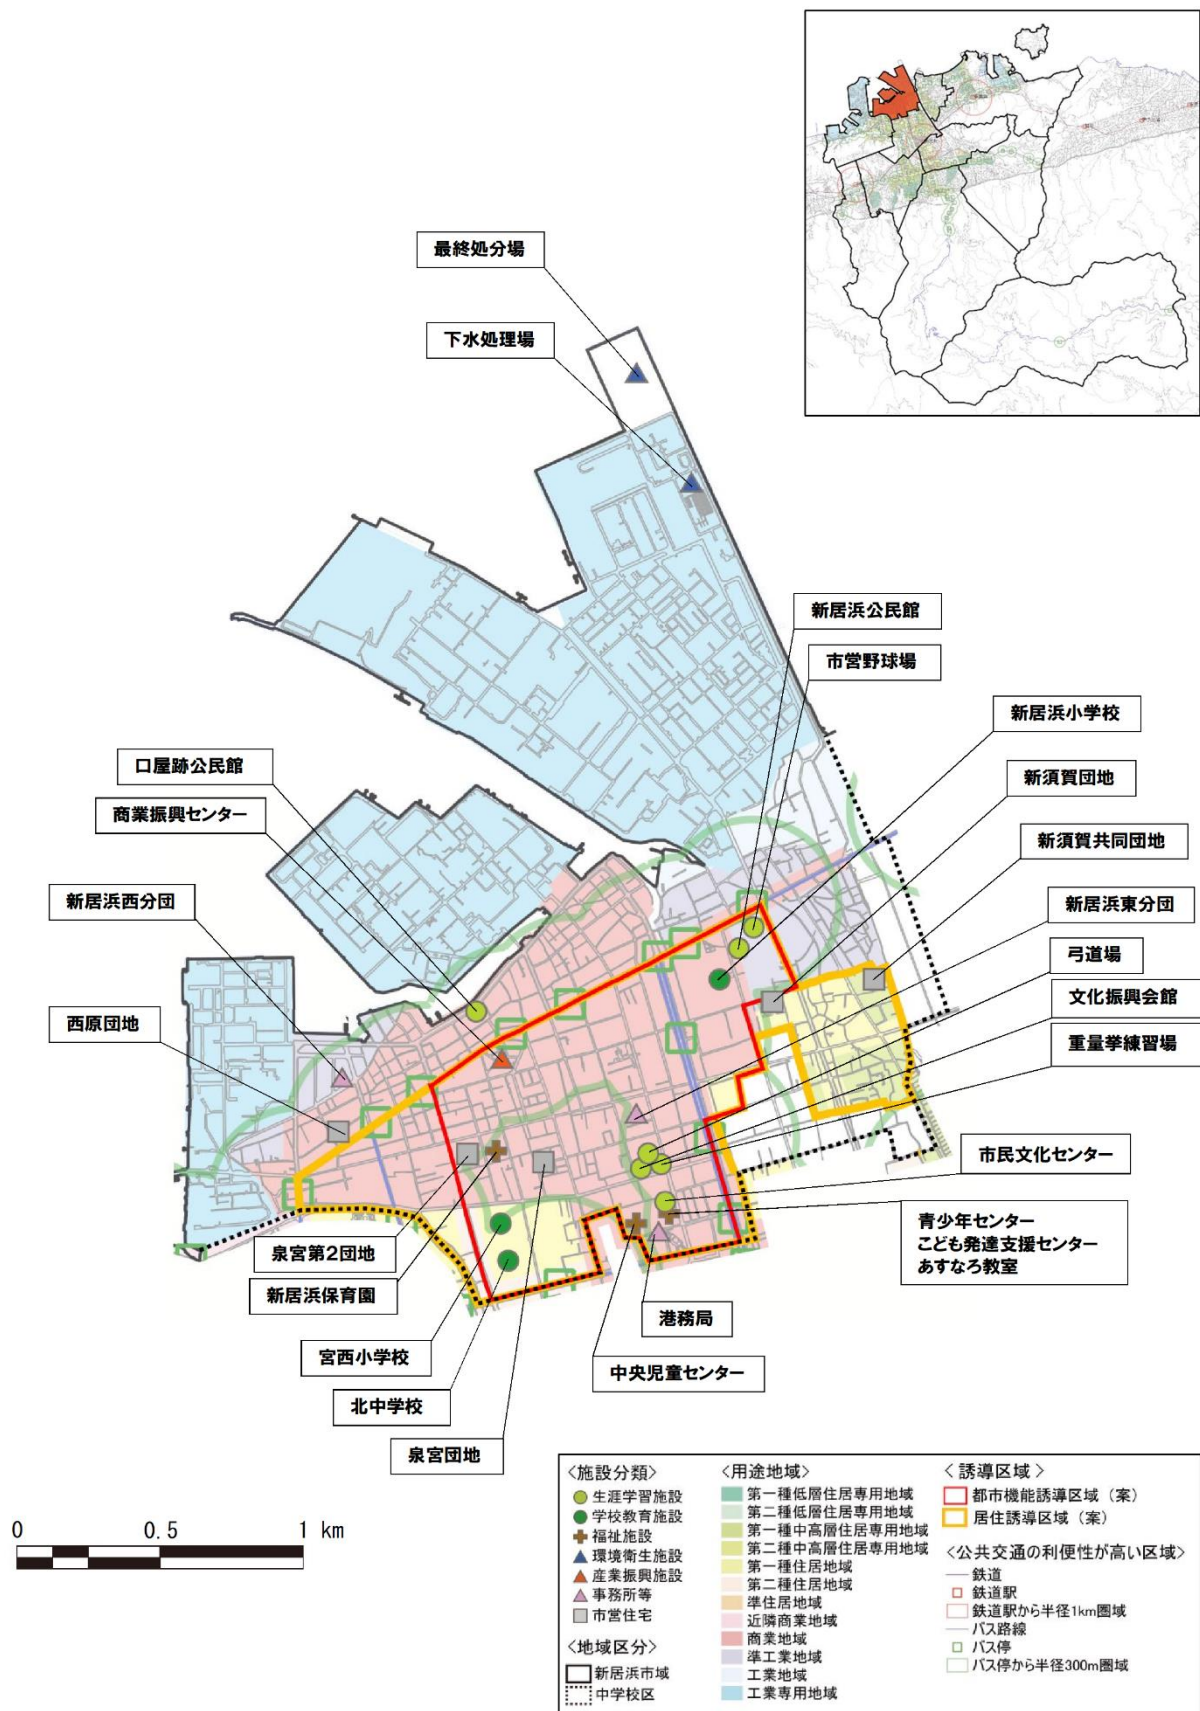 最終処分場
下水処理場
新居浜公民館
市営野球場
新居浜小学校
口屋跡公民館
新須賀団地
商業振興センター
新須賀共同団地
新居浜西分団
新居浜東分団
弓道場
文化振興会館
西原団地
重量挙練習場
市民文化センター
青少年センター
こども発達支援センター
あすなろ教室
泉宮第2団地
新居浜保育園
港務局
宮西小学校
中央児童センター
北中学校
泉宮団地
0 0.5 1 km
<施設分類>
生涯学習施設
学校教育施設
福祉施設
環境衛生施設
産業振興施設
事務所等
市営住宅
<地域区分>
新居浜市域
中学校区
<用途地域>
第一種低層住居専用地域
第二種低層住居専用地域
第一種中高層住居専用地域
第二種中高層住居専用地域
第一種住居地域
第二種住居地域
準住居地域
近隣商業地域
商業地域
準工業地域
工業地域
工業専用地域
<誘導区域>
都市機能誘導区域（案）
居住誘導区域（案）
<公共交通の利便性が高い区域>
鉄道
鉄道駅
鉄道駅から半径1km圏域
バス路線
バス停
バス停から半径300m圏域